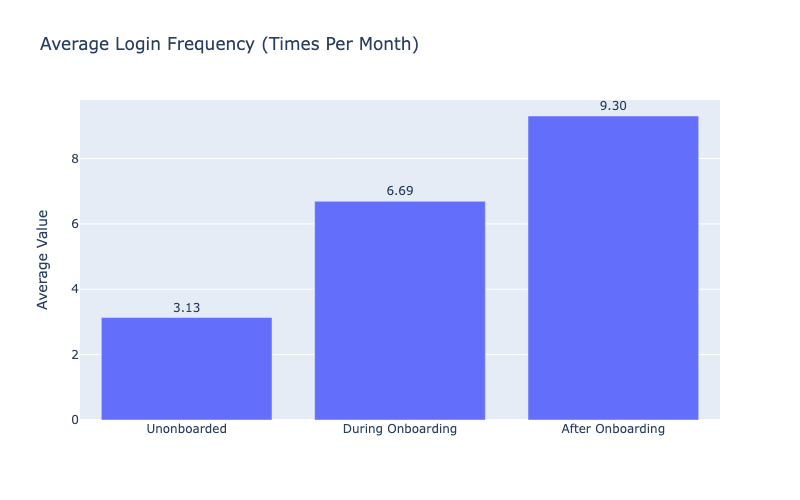 Average Login Frequency (Times Per Month)
9.30
8
6.69
6
Average Value
4
3.13
2
0
Unonboarded
During Onboarding
After Onboarding